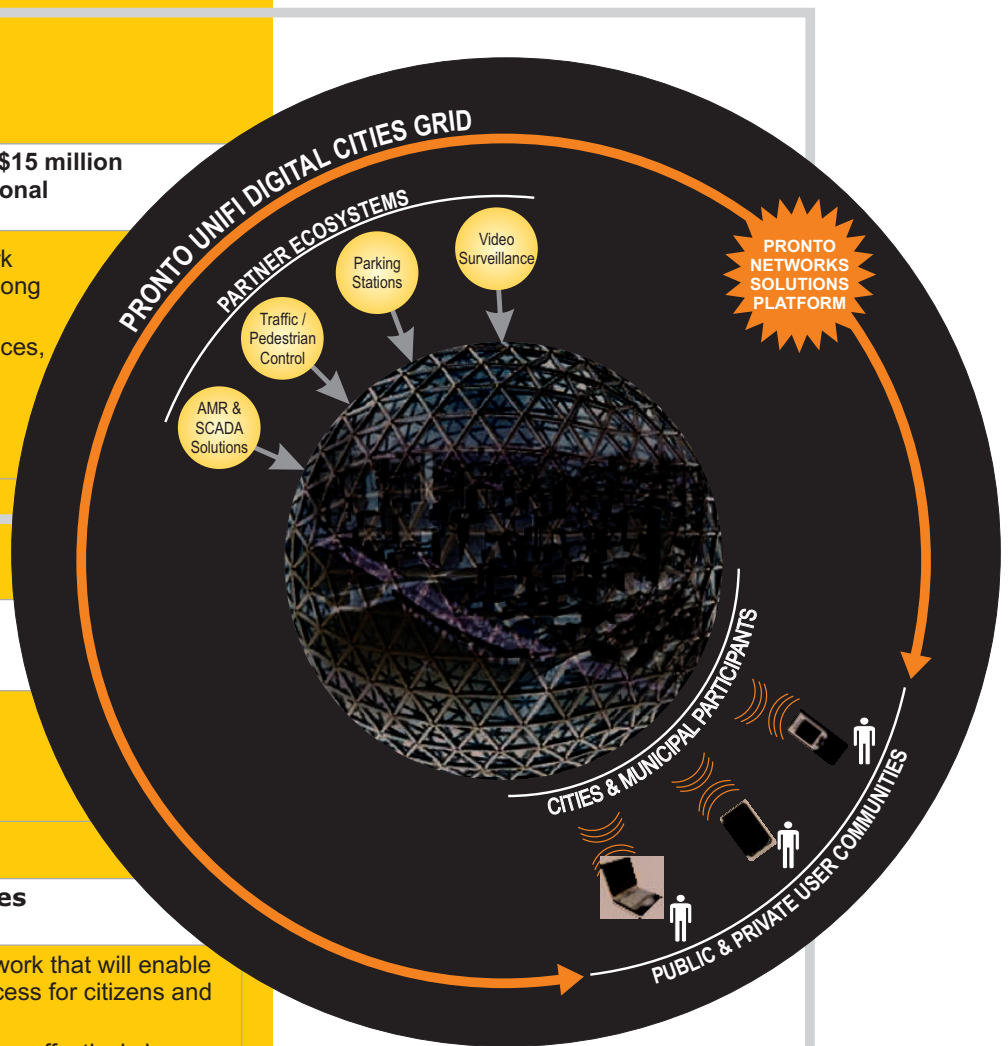 $15 million
onal
rk
ong
ces,
es
work that will enable
cess for citizens and
PRONTO UNIFI DIGITAL CITIES GRID
PARTNER ECOSYSTEMS
Video
Surveillance
Parking
Stations
Traffic /
Pedestrian
Control
AMR &
SCADA
Solutions
PRONTO
NETWORKS
SOLUTIONS
PLATFORM
CITIES & MUNICIPAL PARTICIPANTS
PUBLIC & PRIVATE USER COMMUNITIES